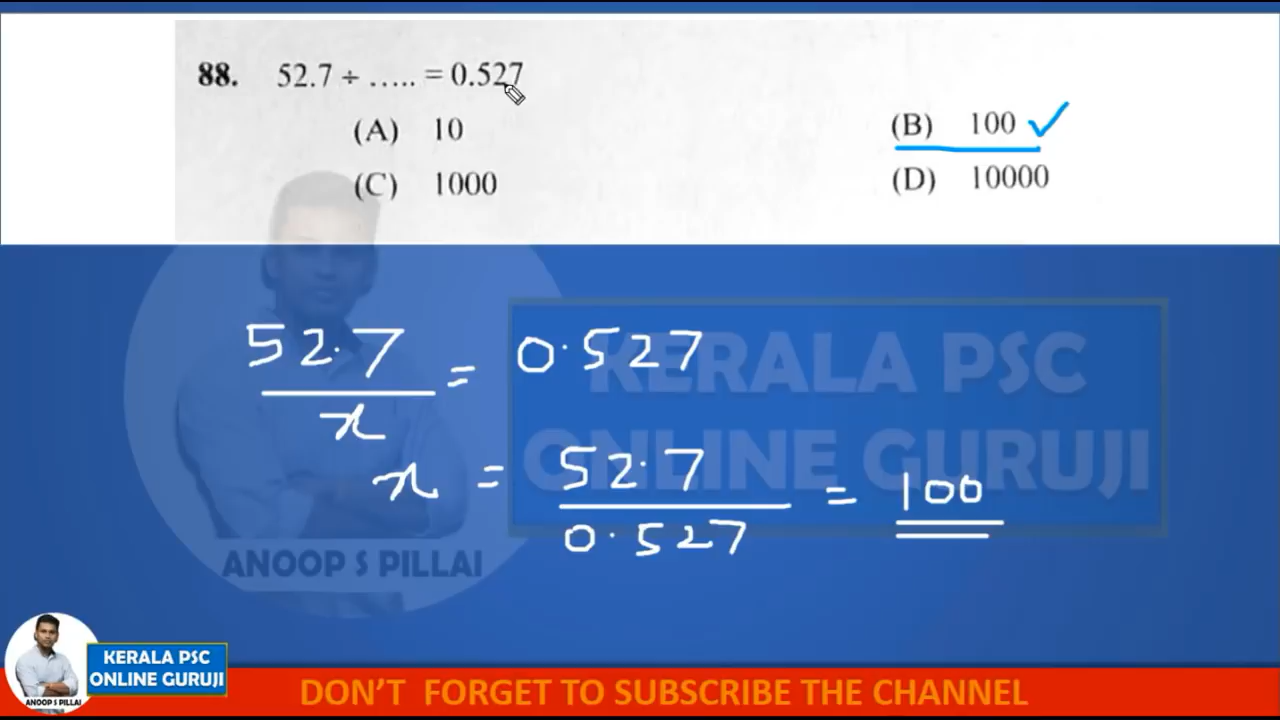 88. 52.7 ÷ ..... = 0.527
(A) 10
(B) 100
(C) 1000
(D) 10000
52.7/x = 0.527
x = 52.7/0.527 = 100
KERALA PSC
ONLINE GURUJI
ANOOP S PILLAI
KERALA PSC
ONLINE GURUJI
ANOOP S PILLAI
DON'T FORGET TO SUBSCRIBE THE CHANNEL